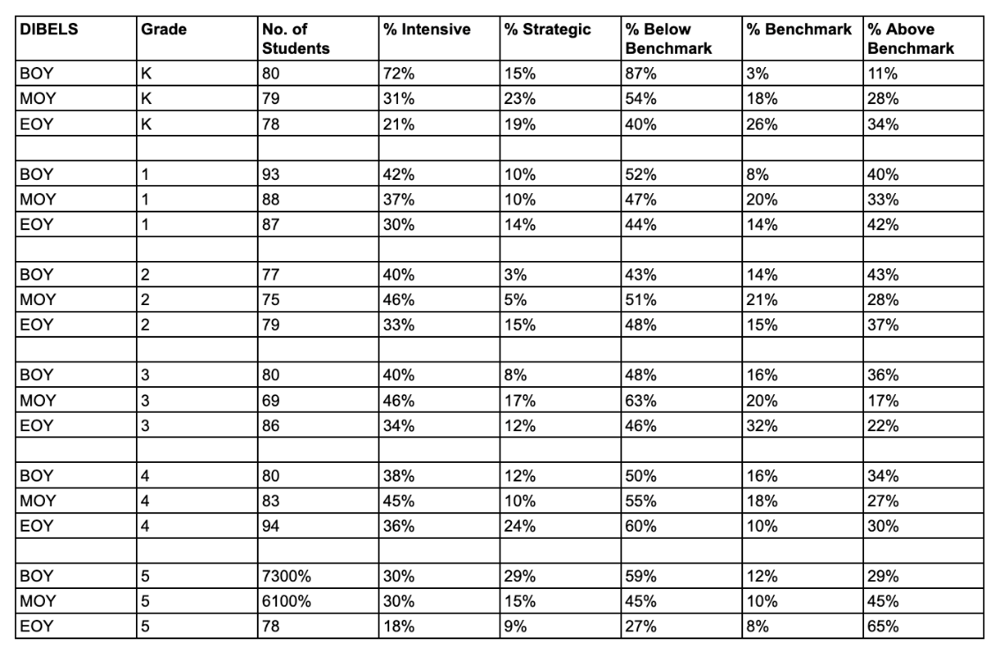 DIBELS Grade No. of Students % Intensive % Strategic % Below Benchmark % Benchmark % Above Benchmark
BOY K 80 72% 15% 87% 3% 11%
MOY K 79 31% 23% 54% 18% 28%
EOY K 78 21% 19% 40% 26% 34%
BOY 1 93 42% 10% 52% 8% 40%
MOY 1 88 37% 10% 47% 20% 33%
EOY 1 87 30% 14% 44% 14% 42%
BOY 2 77 40% 3% 43% 14% 43%
MOY 2 75 46% 5% 51% 21% 28%
EOY 2 79 33% 15% 48% 15% 37%
BOY 3 80 40% 8% 48% 16% 36%
MOY 3 69 46% 17% 63% 20% 17%
EOY 3 86 34% 12% 46% 32% 22%
BOY 4 80 38% 12% 50% 16% 34%
MOY 4 83 45% 10% 55% 18% 27%
EOY 4 94 36% 24% 60% 10% 30%
BOY 5 7300% 30% 29% 59% 12% 29%
MOY 5 6100% 30% 15% 45% 10% 45%
EOY 5 78 18% 9% 27% 8% 65%